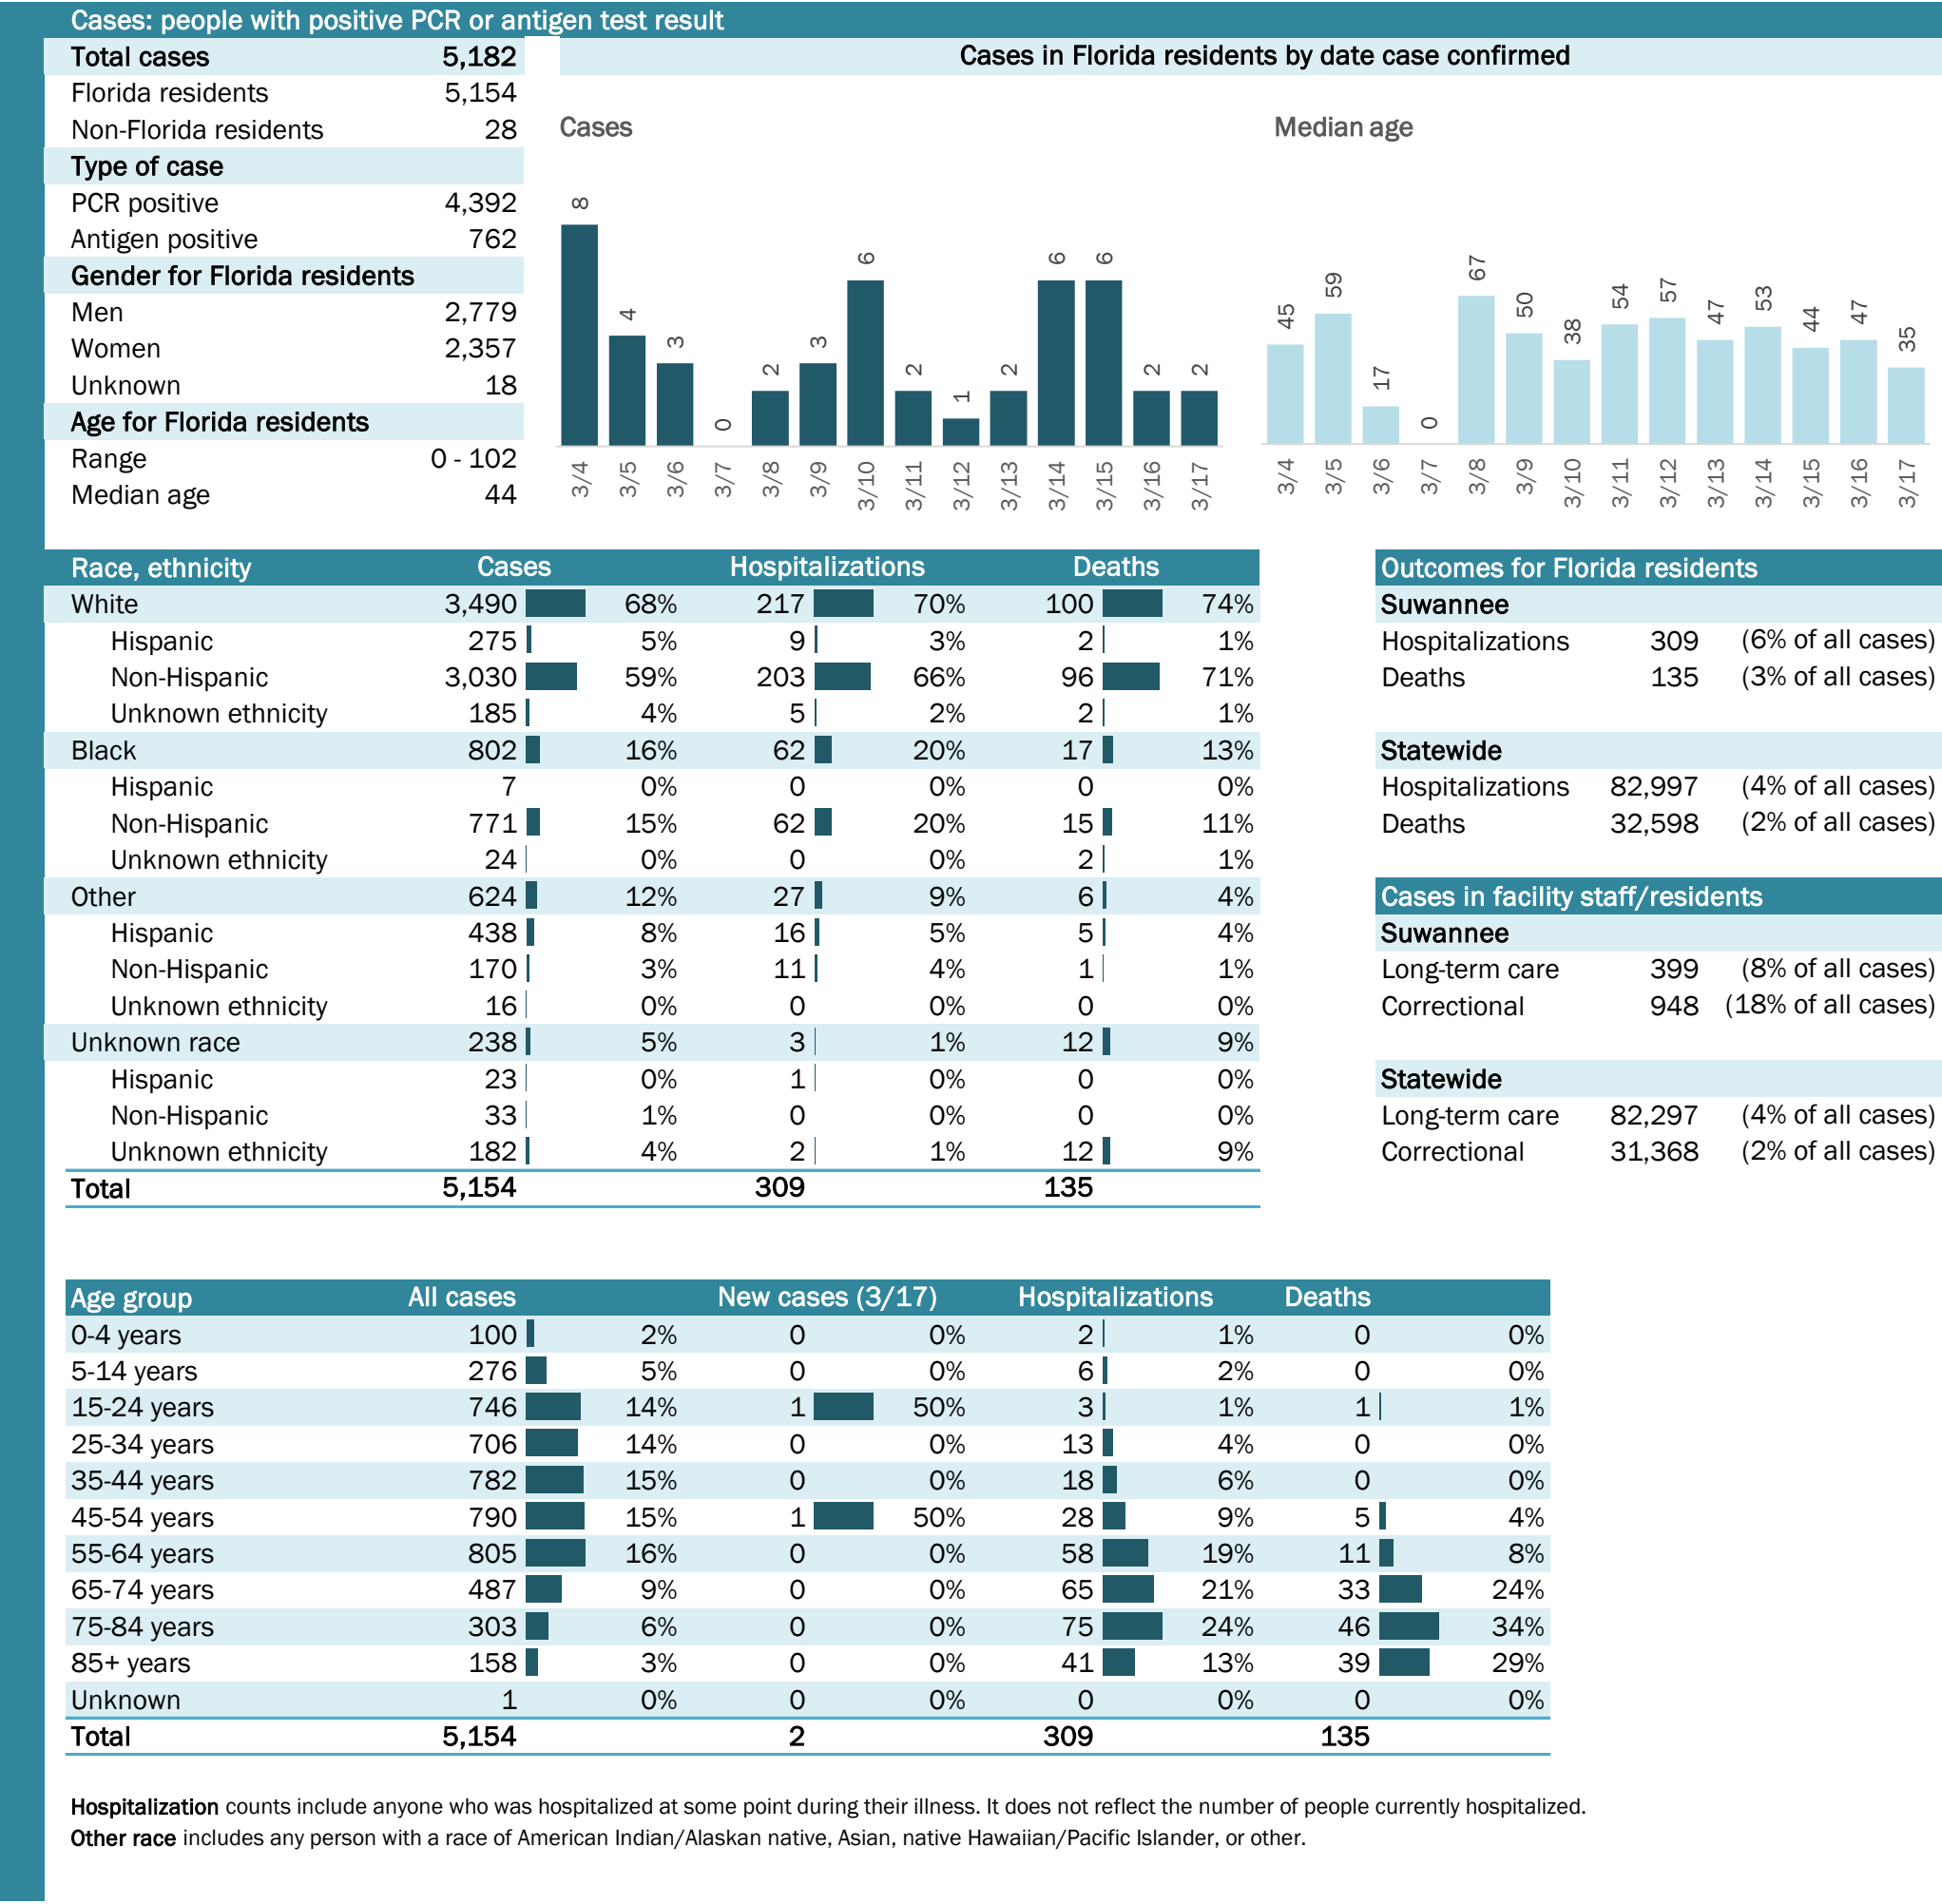 Cases: people with positive PCR or antigen test result
Total cases 5,182
Florida residents 5,154
Non-Florida residents 28
Type of case
PCR positive 4,392
Antigen positive 762
Gender for Florida residents
Men 2,779
Women 2,357
Unknown 18
Age for Florida residents
Range 0 - 102
Median age 44
Cases in Florida residents by date case confirmed
Cases
8 4 3 0 2 3 6 2 1 2 6 6 2 2
3/4 3/5 3/6 3/7 3/8 3/9 3/10 3/11 3/12 3/13 3/14 3/15 3/16 3/17
Median age
45 59 17 0 67 50 38 54 57 47 53 44 47 35
3/4 3/5 3/6 3/7 3/8 3/9 3/10 3/11 3/12 3/13 3/14 3/15 3/16 3/17
Race, ethnicity Cases Hospitalizations Deaths
White 3,490 68% 217 70% 100 74%
Hispanic 275 5% 9 3% 2 1%
Non-Hispanic 3,030 59% 203 66% 96 71%
Unknown ethnicity 185 4% 5 2% 2 1%
Black 802 16% 62 20% 17 13%
Hispanic 7 0% 0 0% 0 0%
Non-Hispanic 771 15% 62 20% 15 11%
Unknown ethnicity 24 0% 0 0% 2 1%
Other 624 12% 27 9% 6 4%
Hispanic 438 8% 16 5% 5 4%
Non-Hispanic 170 3% 11 4% 1 1%
Unknown ethnicity 16 0% 0 0% 0 0%
Unknown race 238 5% 3 1% 12 9%
Hispanic 23 0% 1 0% 0 0%
Non-Hispanic 33 1% 0 0% 0 0%
Unknown ethnicity 182 4% 2 1% 12 9%
Total 5,154 309 135
Outcomes for Florida residents
Suwannee
Hospitalizations 309 (6% of all cases)
Deaths 135 (3% of all cases)
Statewide
Hospitalizations 82,997 (4% of all cases)
Deaths 32,598 (2% of all cases)
Cases in facility staff/residents
Suwannee
Long-term care 399 (8% of all cases)
Correctional 948 (18% of all cases)
Statewide
Long-term care 82,297 (4% of all cases)
Correctional 31,368 (2% of all cases)
Age group All cases New cases (3/17) Hospitalizations Deaths
0-4 years 100 2% 0 0% 2 1% 0 0%
5-14 years 276 5% 0 0% 6 2% 0 0%
15-24 years 746 14% 1 50% 3 1% 1 1%
25-34 years 706 14% 0 0% 13 4% 0 0%
35-44 years 782 15% 0 0% 18 6% 0 0%
45-54 years 790 15% 1 50% 28 9% 5 4%
55-64 years 805 16% 0 0% 58 19% 11 8%
65-74 years 487 9% 0 0% 65 21% 33 24%
75-84 years 303 6% 0 0% 75 24% 46 34%
85+ years 158 3% 0 0% 41 13% 39 29%
Unknown 1 0% 0 0% 0 0% 0 0%
Total 5,154 2 309 135
Hospitalization counts include anyone who was hospitalized at some point during their illness. It does not reflect the number of people currently hospitalized.
Other race includes any person with a race of American Indian/Alaskan native, Asian, native Hawaiian/Pacific Islander, or other.